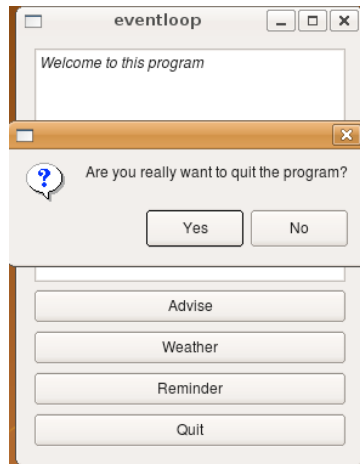 eventloop
Welcome to this program
Are you really want to quit the program?
Yes
No
Advise
Weather
Reminder
Quit